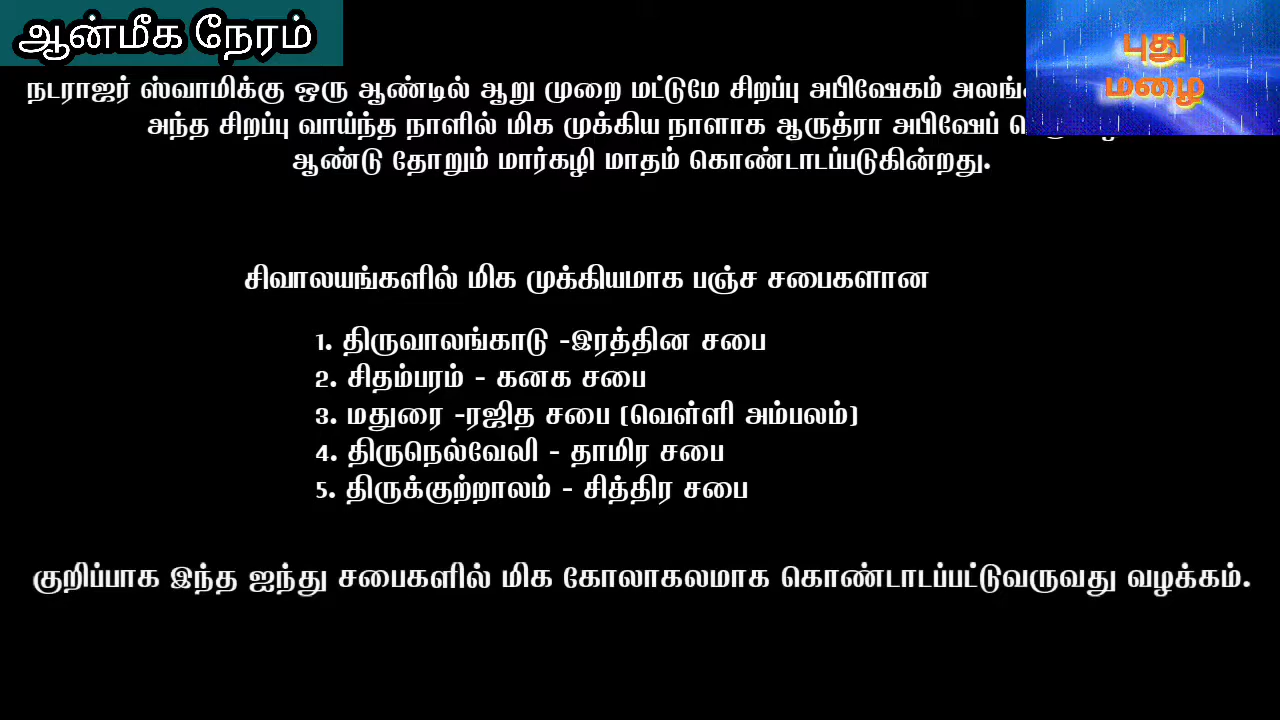 ஆன்மீக நேரம்
புது
மழை
நடராஜர் ஸ்வாமிக்கு ஒரு ஆண்டில் ஆறு முறை மட்டுமே சிறப்பு அபிஷேகம்
அந்த சிறப்பு வாய்ந்த நாளில் மிக முக்கிய நாளாக ஆருத்ரா அபிஷேப்
ஆண்டு தோறும் மார்கழி மாதம் கொண்டாடப்படுகின்றது.
சிவாலயங்களில் மிக முக்கியமாக பஞ்ச சபைகளான
1. திருவாலங்காடு -இரத்தின சபை
2. சிதம்பரம் - கனக சபை
3. மதுரை -ரஜித சபை (வெள்ளி அம்பலம்)
4. திருநெல்வேலி - தாமிர சபை
5. திருக்குற்றாலம் - சித்திர சபை
குறிப்பாக இந்த ஐந்து சபைகளில் மிக கோலாகலமாக கொண்டாடப்பட்டுவருவது வழக்கம்.